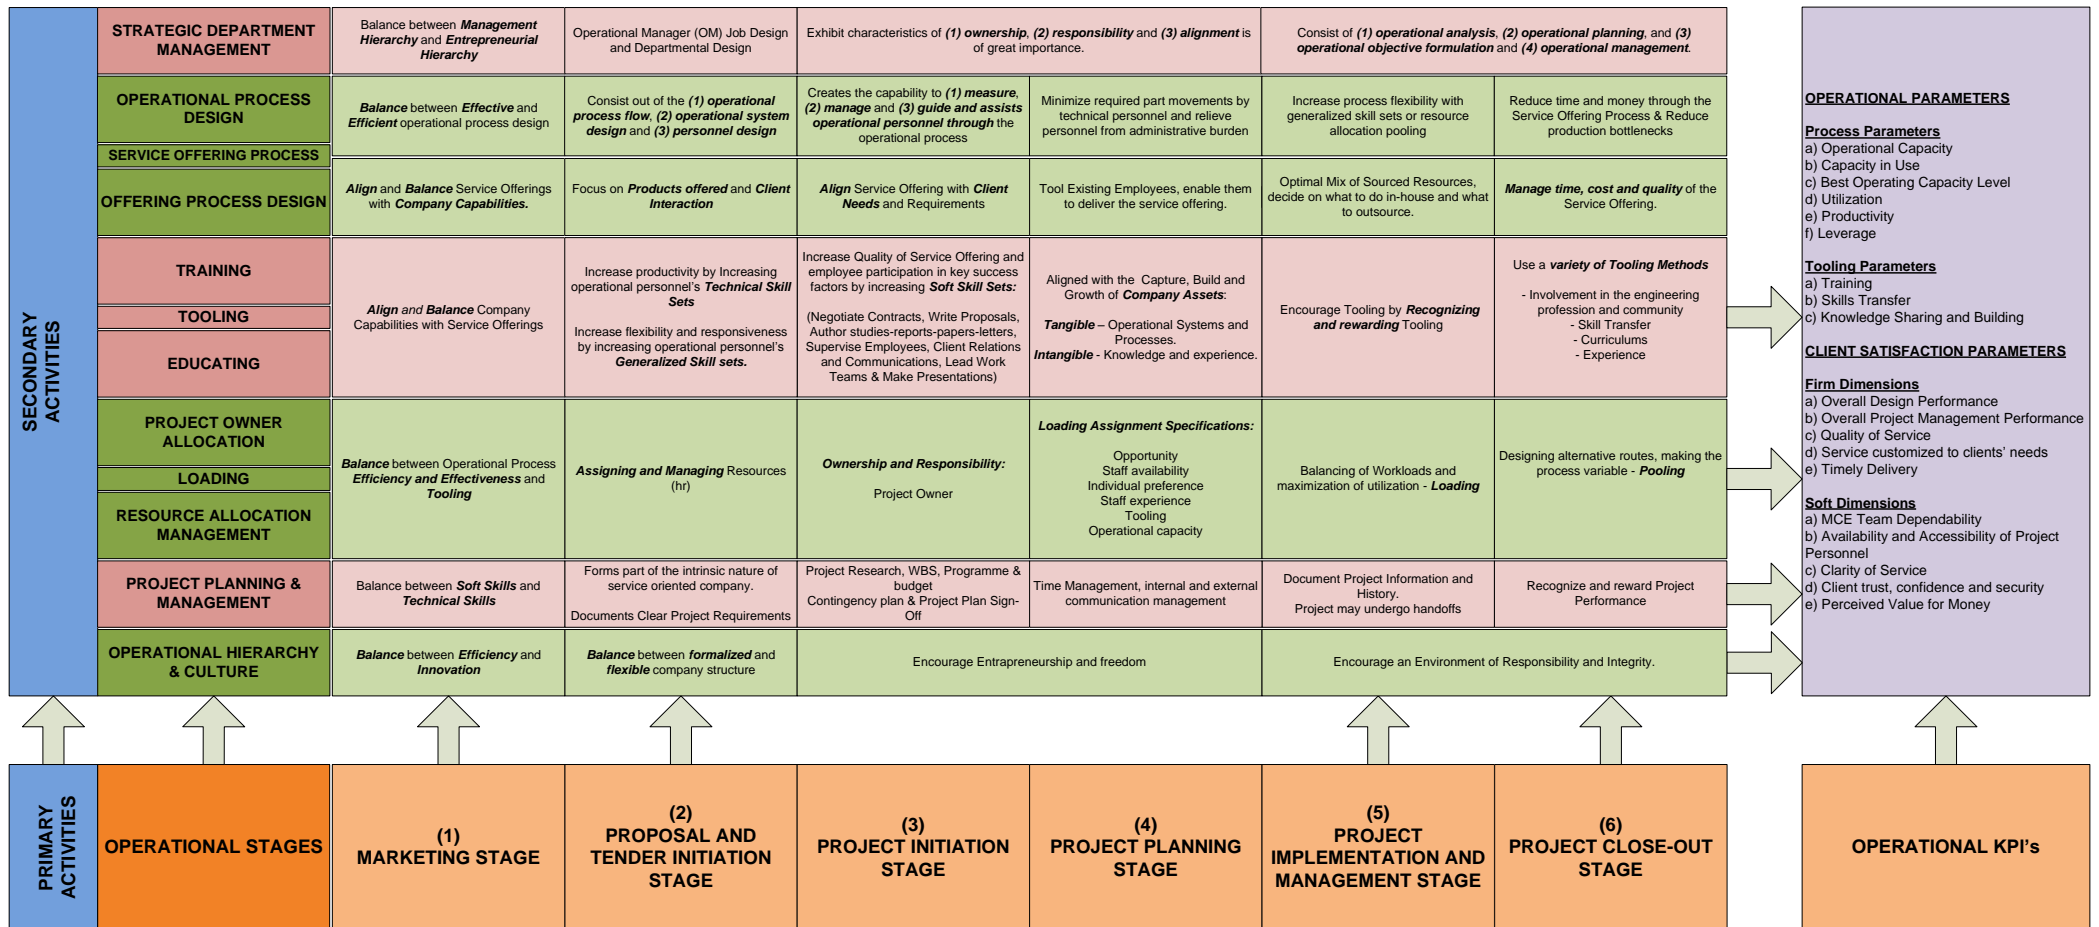 SECONDARY
ACTIVITIES
STRATEGIC DEPARTMENT
MANAGEMENT
Balance between Management
Hierarchy and Entrepreneurial
Hierarchy
Operational Manager (OM) Job Design
and Departmental Design
Exhibit characteristics of (1) ownership, (2) responsibility and (3) alignment is
of great importance.
Consist of (1) operational analysis, (2) operational planning, and (3)
operational objective formulation and (4) operational management.
OPERATIONAL PROCESS
DESIGN
SERVICE OFFERING PROCESS
Balance between Effective and
Efficient operational process design
Consist out of the (1) operational
process flow, (2) operational system
design and (3) personnel design
Creates the capability to (1) measure,
(2) manage and (3) guide and assists
operational personnel through the
operational process
Minimize required part movements by
technical personnel and relieve
personnel from administrative burden
Increase process flexibility with
generalized skill sets or resource
allocation pooling
Reduce time and money through the
Service Offering Process & Reduce
production bottlenecks
OFFERING PROCESS DESIGN
Align and Balance Service Offerings
with Company Capabilities.
Focus on Products offered and Client
Interaction
Align Service Offering with Client
Needs and Requirements
Tool Existing Employees, enable them
to deliver the service offering.
Optimal Mix of Sourced Resources,
decide on what to do in-house and what
to outsource.
Manage time, cost and quality of the
Service Offering.
TRAINING
TOOLING
EDUCATING
Align and Balance Company
Capabilities with Service Offerings
Increase productivity by Increasing
operational personnel's Technical Skill
Sets
Increase flexibility and responsiveness
by increasing operational personnel's
Generalized Skill sets.
Increase Quality of Service Offering and
employee participation in key success
factors by increasing Soft Skill Sets:
(Negotiate Contracts, Write Proposals,
Author studies-reports-papers-letters,
Supervise Employees, Client Relations
and Communications, Lead Work
Teams & Make Presentations)
Aligned with the Capture, Build and
Growth of Company Assets:
Tangible – Operational Systems and
Processes.
Intangible - Knowledge and experience.
Encourage Tooling by Recognizing
and rewarding Tooling
Use a variety of Tooling Methods
- Involvement in the engineering
profession and community
- Skill Transfer
- Curriculums
- Experience
PROJECT OWNER
ALLOCATION
LOADING
RESOURCE ALLOCATION
MANAGEMENT
Balance between Operational Process
Efficiency and Effectiveness and
Tooling
Assigning and Managing Resources
(hr)
Ownership and Responsibility:
Project Owner
Loading Assignment Specifications:
Opportunity
Staff availability
Individual preference
Staff experience
Tooling
Operational capacity
Balancing of Workloads and
maximization of utilization - Loading
Designing alternative routes, making the
process variable - Pooling
PROJECT PLANNING &
MANAGEMENT
Balance between Soft Skills and
Technical Skills
Forms part of the intrinsic nature of
service oriented company.
Documents Clear Project Requirements
Project Research, WBS, Programme &
budget
Contingency plan & Project Plan Sign-
Off
Time Management, internal and external
communication management
Document Project Information and
History.
Project may undergo handoffs
Recognize and reward Project
Performance
OPERATIONAL HIERARCHY
& CULTURE
Balance between Efficiency and
Innovation
Balance between formalized and
flexible company structure
Encourage Entrapreneurship and freedom
Encourage an Environment of Responsibility and Integrity.
OPERATIONAL PARAMETERS
Process Parameters
a) Operational Capacity
b) Capacity in Use
c) Best Operating Capacity Level
d) Utilization
e) Productivity
f) Leverage
Tooling Parameters
a) Training
b) Skills Transfer
c) Knowledge Sharing and Building
CLIENT SATISFACTION PARAMETERS
Firm Dimensions
a) Overall Design Performance
b) Overall Project Management Performance
c) Quality of Service
d) Service customized to clients' needs
e) Timely Delivery
Soft Dimensions
a) MCE Team Dependability
b) Availability and Accessibility of Project
Personnel
c) Clarity of Service
d) Client trust, confidence and security
e) Perceived Value for Money
PRIMARY
ACTIVITIES
OPERATIONAL STAGES
(1)
MARKETING STAGE
(2)
PROPOSAL AND
TENDER INITIATION
STAGE
(3)
PROJECT INITIATION
STAGE
(4)
PROJECT PLANNING
STAGE
(5)
PROJECT
IMPLEMENTATION AND
MANAGEMENT STAGE
(6)
PROJECT CLOSE-OUT
STAGE
OPERATIONAL KPI's